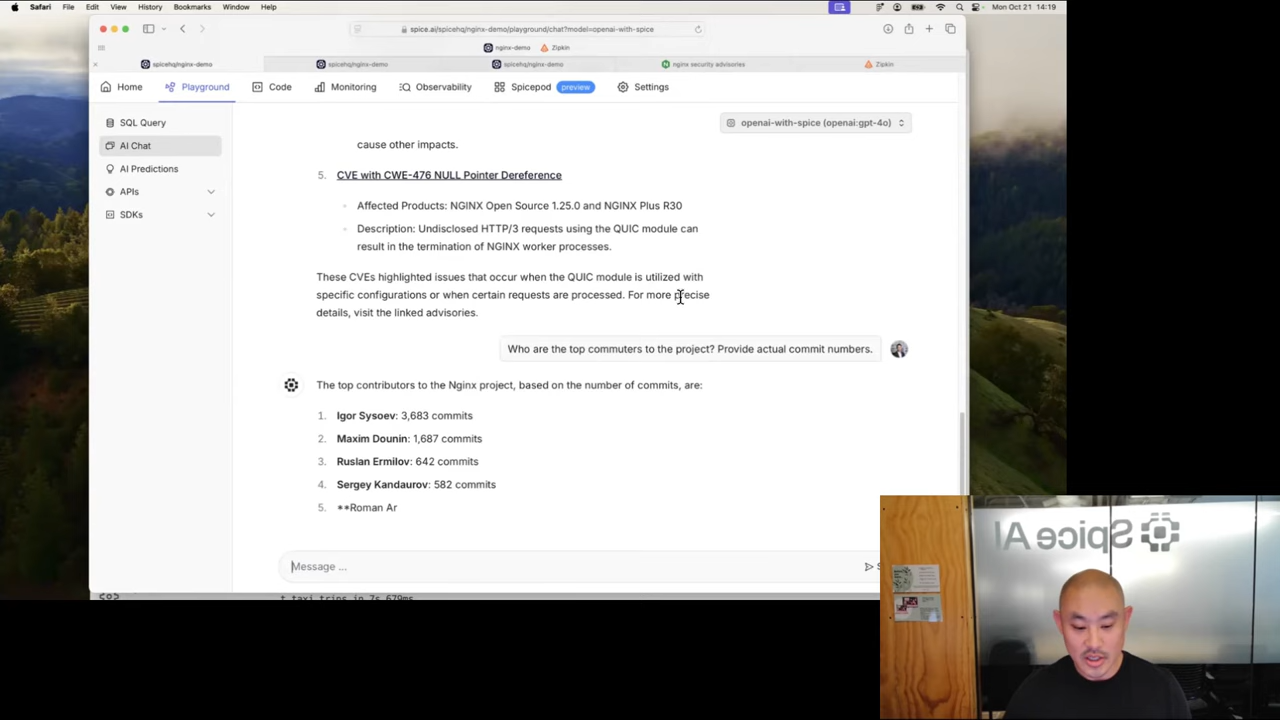 Safari File Edit View History Bookmarks Window Help
Mon Oct 21 14:19
spice.ai/spicehq/nginx-demo/playground/chat?model=openai-with-spice
nginx-demo Zipkin
spicehq/nginx-demo spicehq/nginx-demo spicehq/nginx-demo nginx security advisories Zipkin
Home Playground Code Monitoring Observability Spicepod preview Settings
SQL Query
AI Chat
AI Predictions
APIs
SDKs
openai-with-spice (openai:gpt-4o)
cause other impacts.
5. CVE with CWE-476 NULL Pointer Dereference
Affected Products: NGINX Open Source 1.25.0 and NGINX Plus R30
Description: Undisclosed HTTP/3 requests using the QUIC module can
result in the termination of NGINX worker processes.
These CVEs highlighted issues that occur when the QUIC module is utilized with
specific configurations or when certain requests are processed. For more precise
details, visit the linked advisories.
Who are the top commuters to the project? Provide actual commit numbers.
The top contributors to the Nginx project, based on the number of commits, are:
1. Igor Sysoev: 3,683 commits
2. Maxim Dounin: 1,687 commits
3. Ruslan Ermilov: 642 commits
4. Sergey Kandaurov: 582 commits
5. **Roman Ar
Message ...
Spice AI